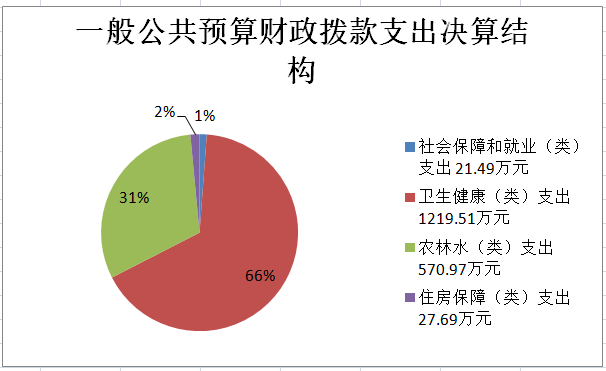 一般公共预算财政拨款支出决算结
构
2%
1%
31%
66%
社会保障和就业（类）
支出 21.49万元
卫生健康（类）支出
1219.51万元
农林水（类）支出
570.97万元
住房保障（类）支出
27.69万元